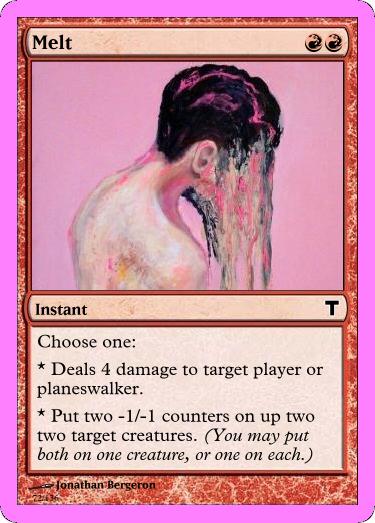 Melt
Instant
T
Choose one:
* Deals 4 damage to target player or
planeswalker.
* Put two -1/-1 counters on up two
two target creatures. (You may put
both on one creature, or one on each.)
Jonathan Bergeron